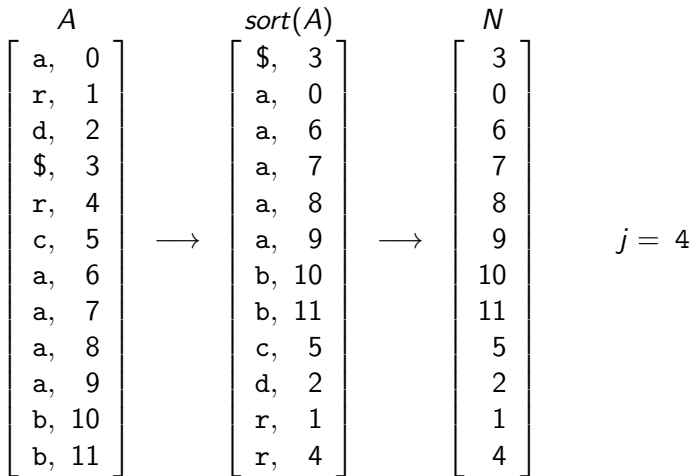 A sort(A) N
a, 0 $, 3 3
r, 1 a, 0 0
d, 2 a, 6 6
$, 3 a, 7 7
r, 4 a, 8 8
c, 5 ⟶ a, 9 ⟶ 9 j = 4
a, 6 b, 10 10
a, 7 b, 11 11
a, 8 c, 5 5
a, 9 d, 2 2
b, 10 r, 1 1
b, 11 r, 4 4